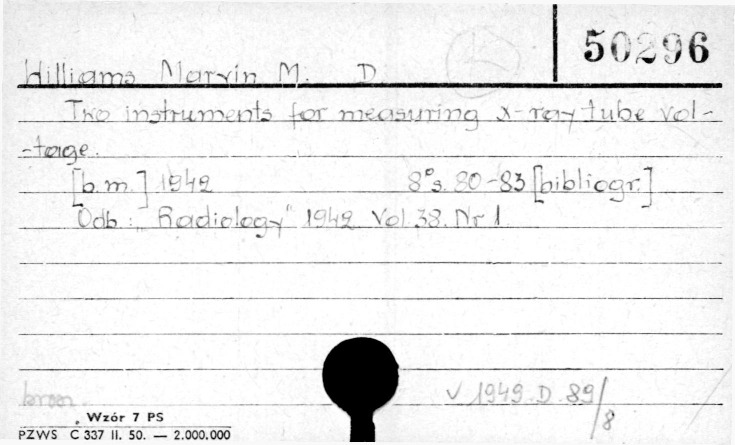 50296
Williams Marvin M. D.
Two instruments for measuring x-ray tube vol-
-tage.
[b.m.] 1942 8° s. 80-83 [bibliogr.]
Odb: „Radiology" 1942 Vol. 38. Nr 1
brosz.
V 1949 D 89/8
Wzór 7 PS
PZWS C 337 II. 50. — 2.000.000